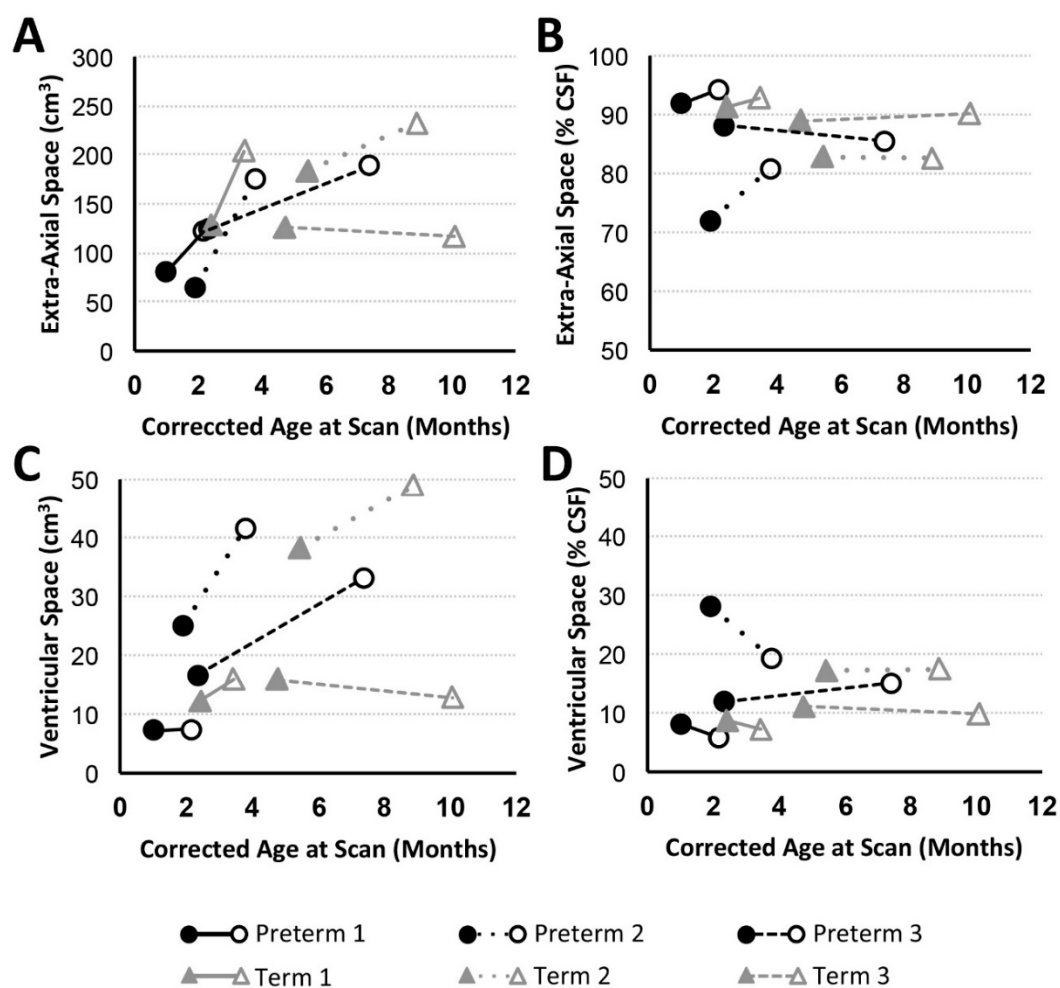 A
Extra-Axial Space (cm³)
300
250
200
150
100
50
0
0 2 4 6 8 10 12
Correccted Age at Scan (Months)
B
Extra-Axial Space (% CSF)
100
90
80
70
60
50
0 2 4 6 8 10 12
Corrected Age at Scan (Months)
C
Ventricular Space (cm³)
50
40
30
20
10
0
0 2 4 6 8 10 12
Corrected Age at Scan (Months)
D
Ventricular Space (% CSF)
50
40
30
20
10
0
0 2 4 6 8 10 12
Corrected Age at Scan (Months)
Preterm 1 Preterm 2 Preterm 3
Term 1 Term 2 Term 3